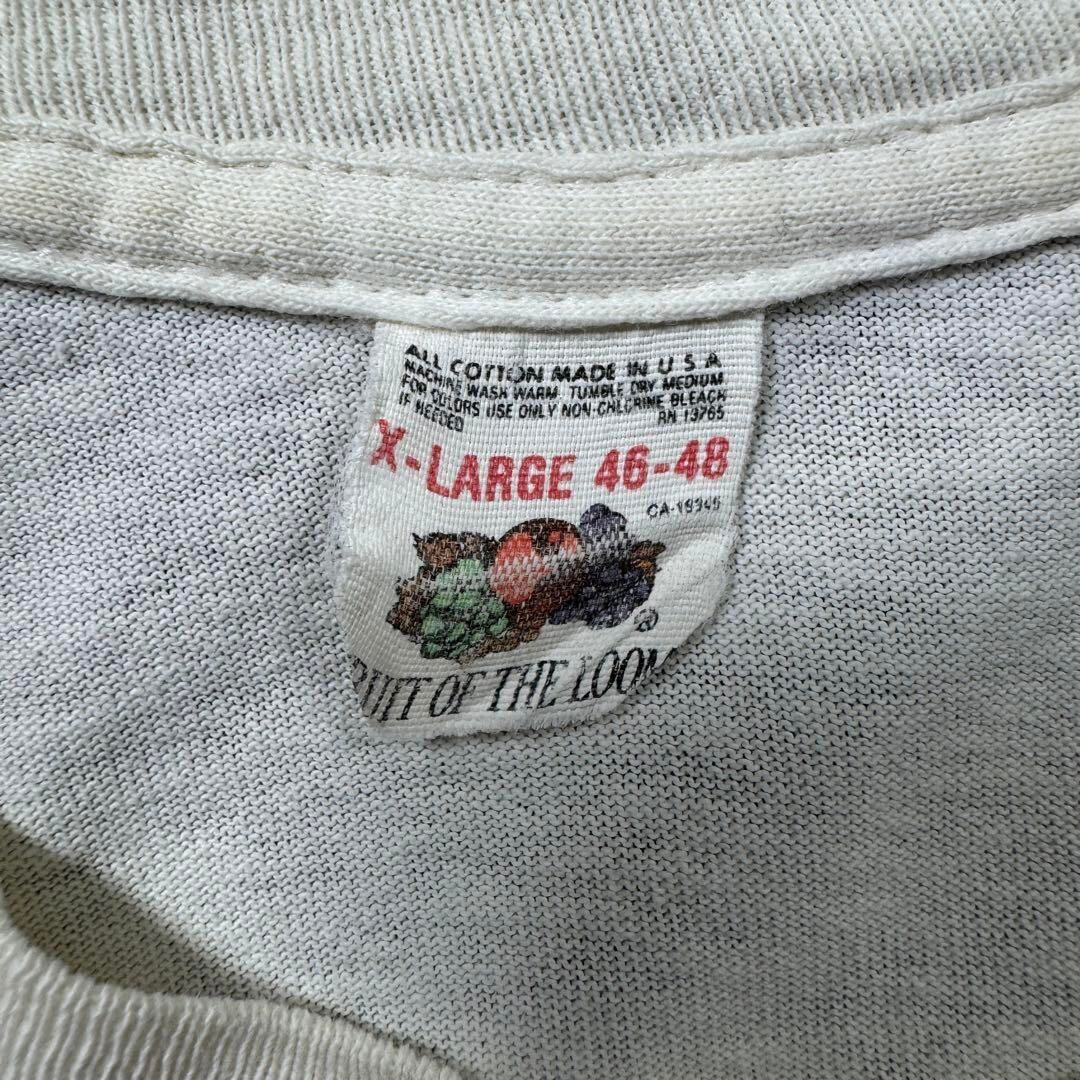 ALL COTTON MADE IN U S A
MACHINE WASH WARM TUMBLE DRY MEDIUM
FOR COLORS USE ONLY NON-CHLORINE BLEACH
IF NEEDED RN 13765
X-LARGE 46-48
CA-19345
®
RUIT OF THE LOOM